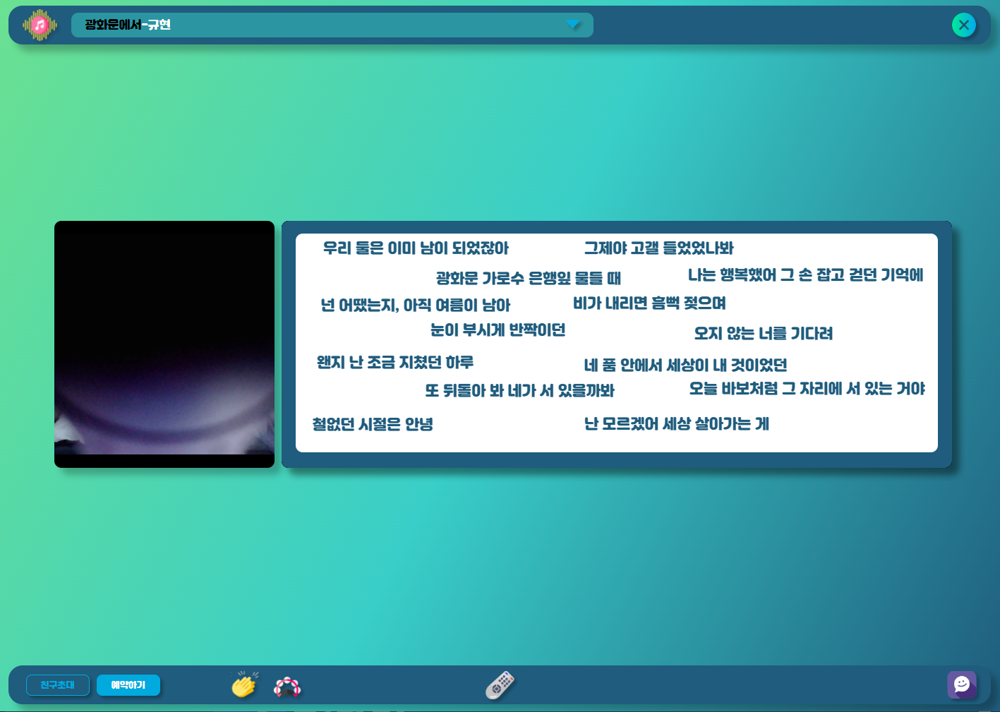 광화문에서-규현
우리 둘은 이미 남이 되었잖아
그제야 고갤 들었었나봐
광화문 가로수 은행잎 물들 때
나는 행복했어 그 손 잡고 걷던 기억에
넌 어땠는지, 아직 여름이 남아
비가 내리면 흠뻑 젖으며
눈이 부시게 반짝이던
오지 않는 너를 기다려
왠지 난 조금 지쳤던 하루
네 품 안에서 세상이 내 것이었던
또 뒤돌아 봐 네가 서 있을까봐
오늘 바보처럼 그 자리에 서 있는 거야
철없던 시절은 안녕
난 모르겠어 세상 살아가는 게
친구초대
예약하기